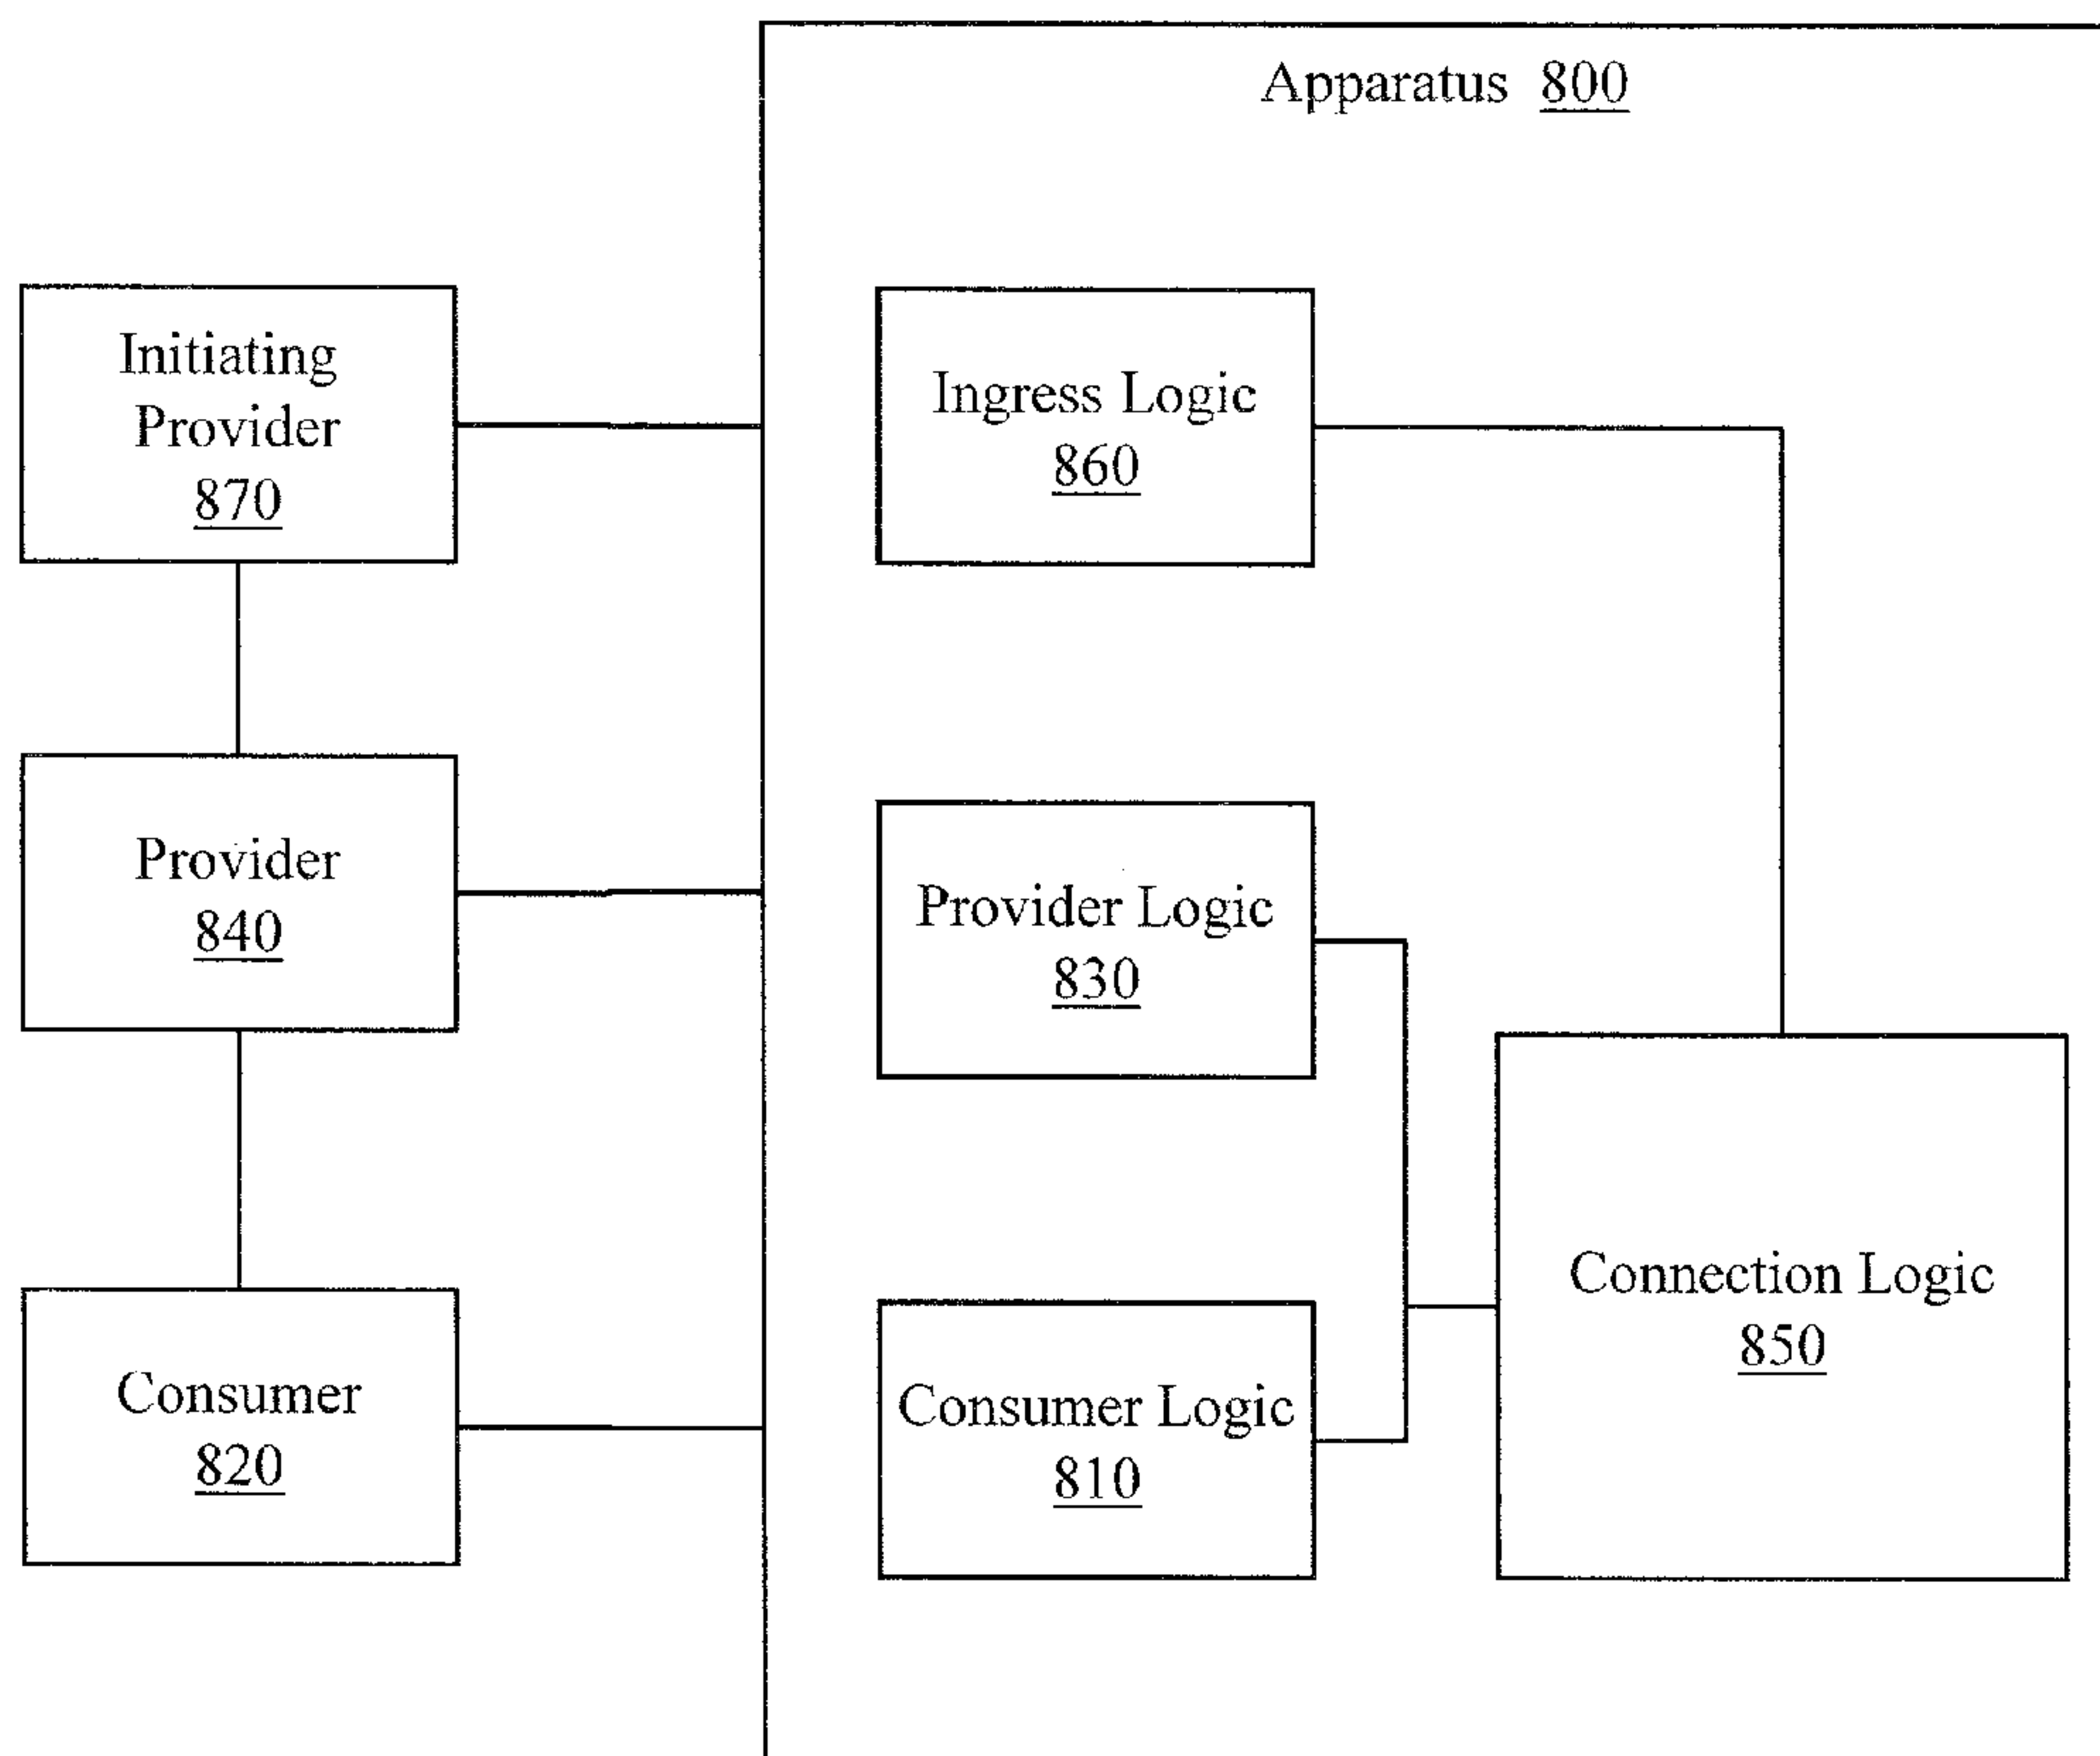 Apparatus 800
Initiating
Provider
870
Ingress Logic
860
Provider
840
Provider Logic
830
Connection Logic
850
Consumer
820
Consumer Logic
810